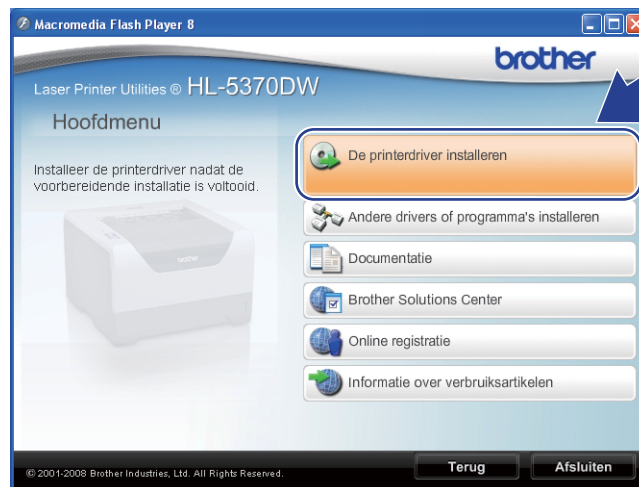 Macromedia Flash Player 8
brother
Laser Printer Utilities ® HL-5370DW
Hoofdmenu
Installeer de printerdriver nadat de
voorbereidende installatie is voltooid.
brother
De printerdriver installeren
Andere drivers of programma's installeren
Documentatie
Brother Solutions Center
Online registratie
Informatie over verbruiksartikelen
© 2001-2008 Brother Industries, Ltd. All Rights Reserved.
Terug
Afsluiten